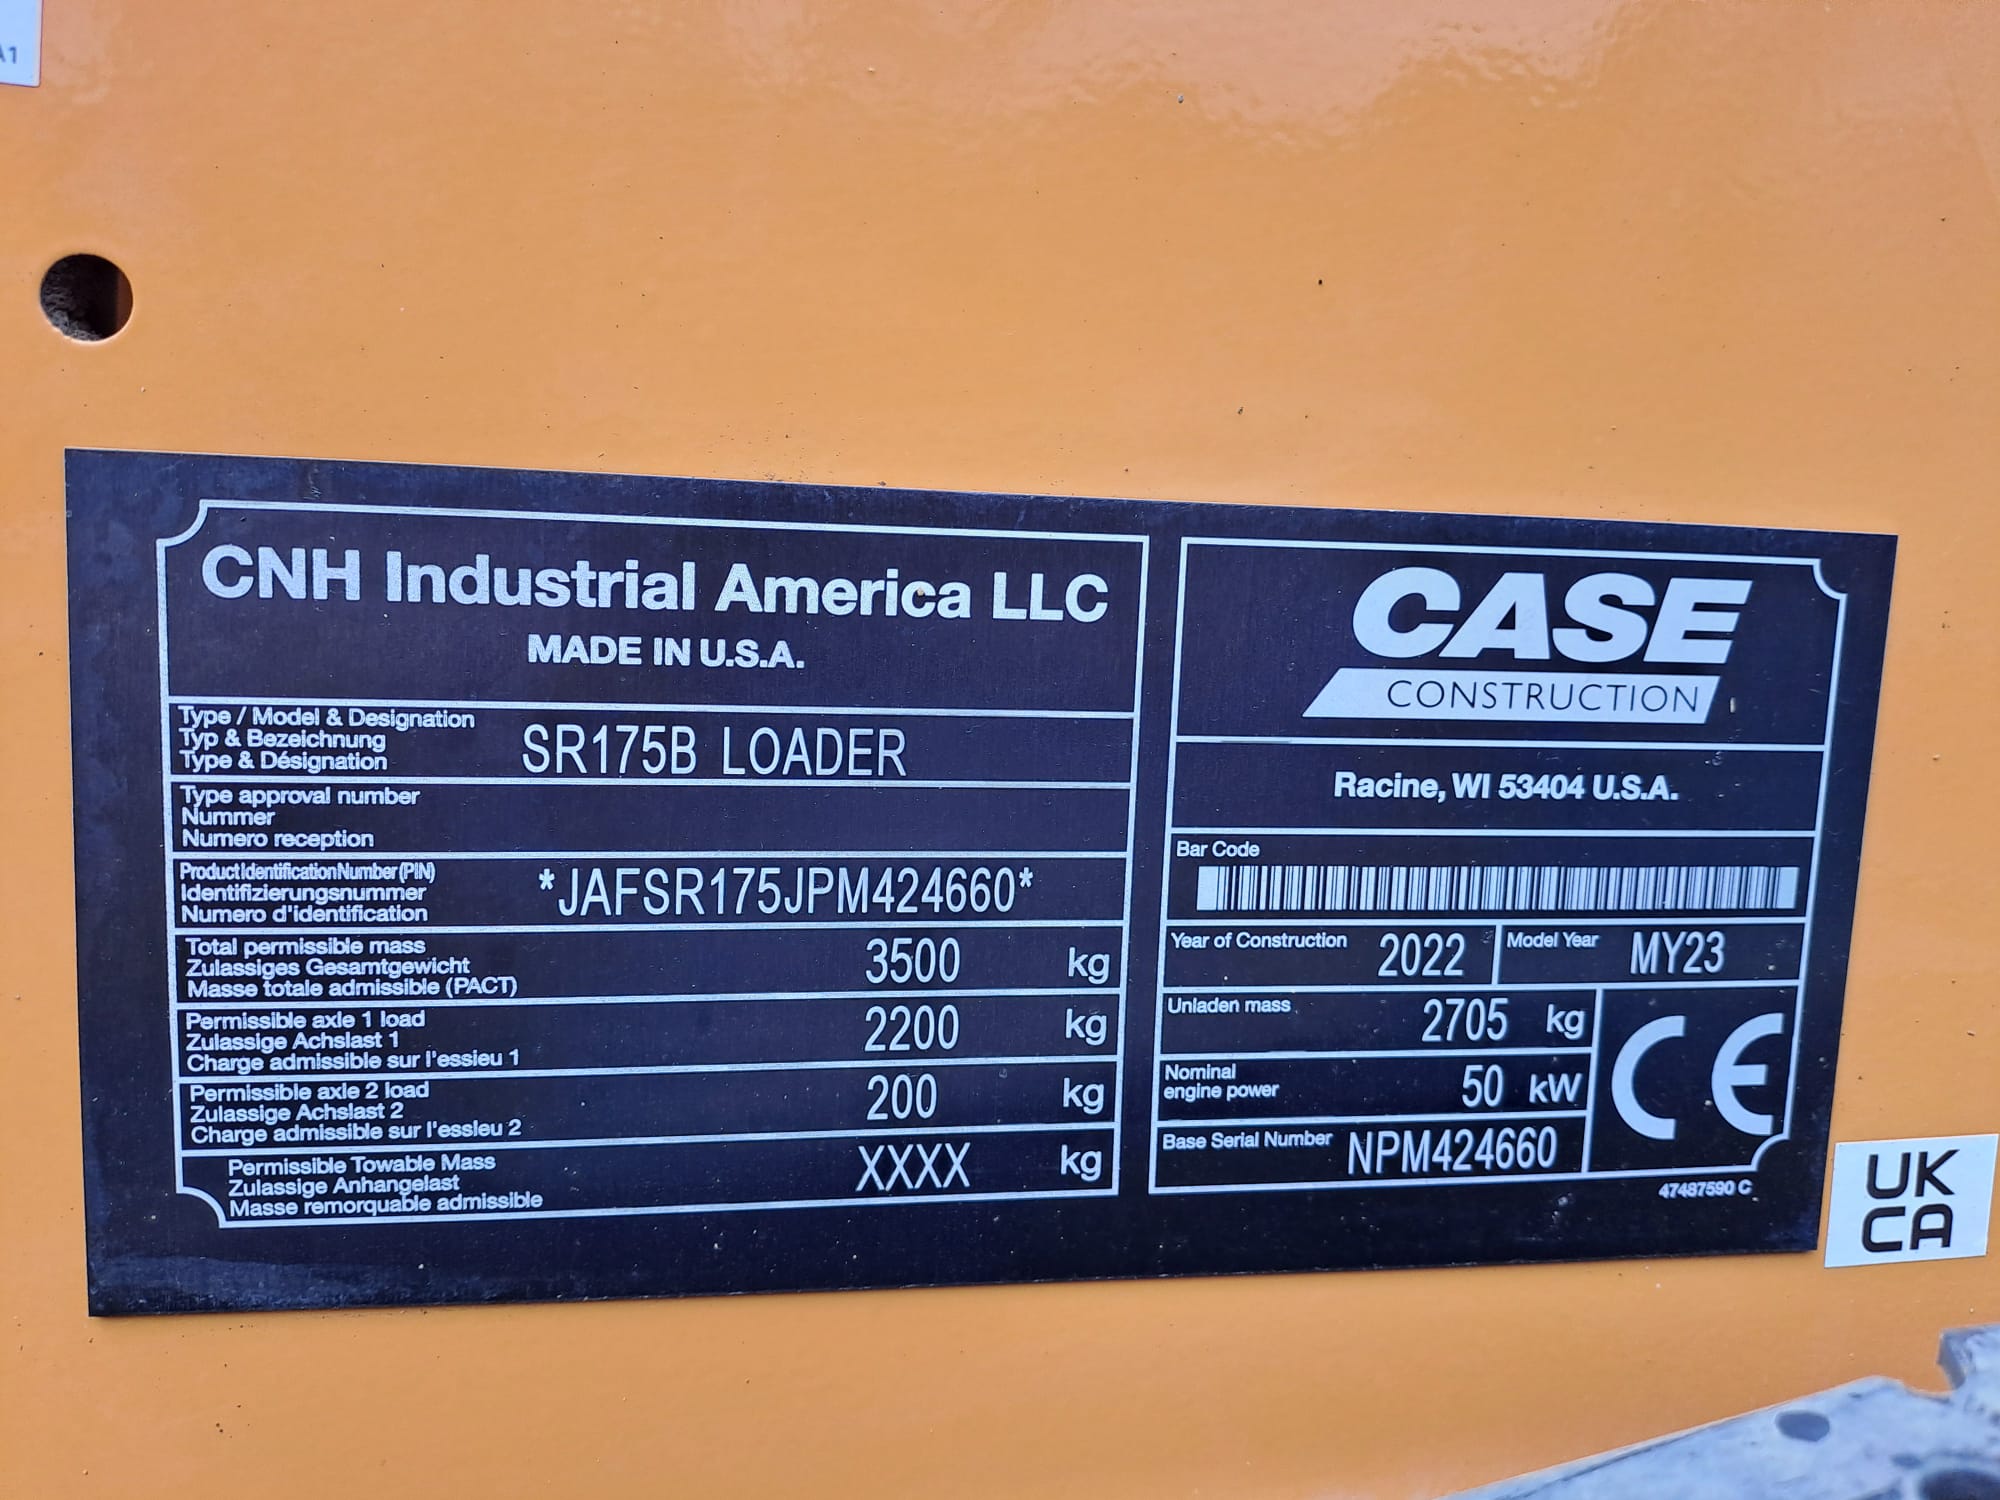 A1
CNH Industrial America LLC
MADE IN U.S.A.
Type / Model & Designation
Typ & Bezeichnung
Type & Désignation
SR175B LOADER
Type approval number
Nummer
Numero reception
Product Identification Number (PIN)
Identifizierungsnummer
Numero d'identification
*JAFSR175JPM424660*
Total permissible mass
Zulassiges Gesamtgewicht
Masse totale admissible (PACT)
3500 kg
Permissible axle 1 load
Zulassige Achslast 1
Charge admissible sur l'essieu 1
2200 kg
Permissible axle 2 load
Zulassige Achslast 2
Charge admissible sur l'essieu 2
200 kg
Permissible Towable Mass
Zulassige Anhangelast
Masse remorquable admissible
XXXX kg
CASE
CONSTRUCTION
Racine, WI 53404 U.S.A.
Bar Code
Year of Construction 2022
Model Year MY23
Unladen mass 2705 kg
Nominal
engine power
50 kW
Base Serial Number NPM424660
CE
47487590 C
UK
CA